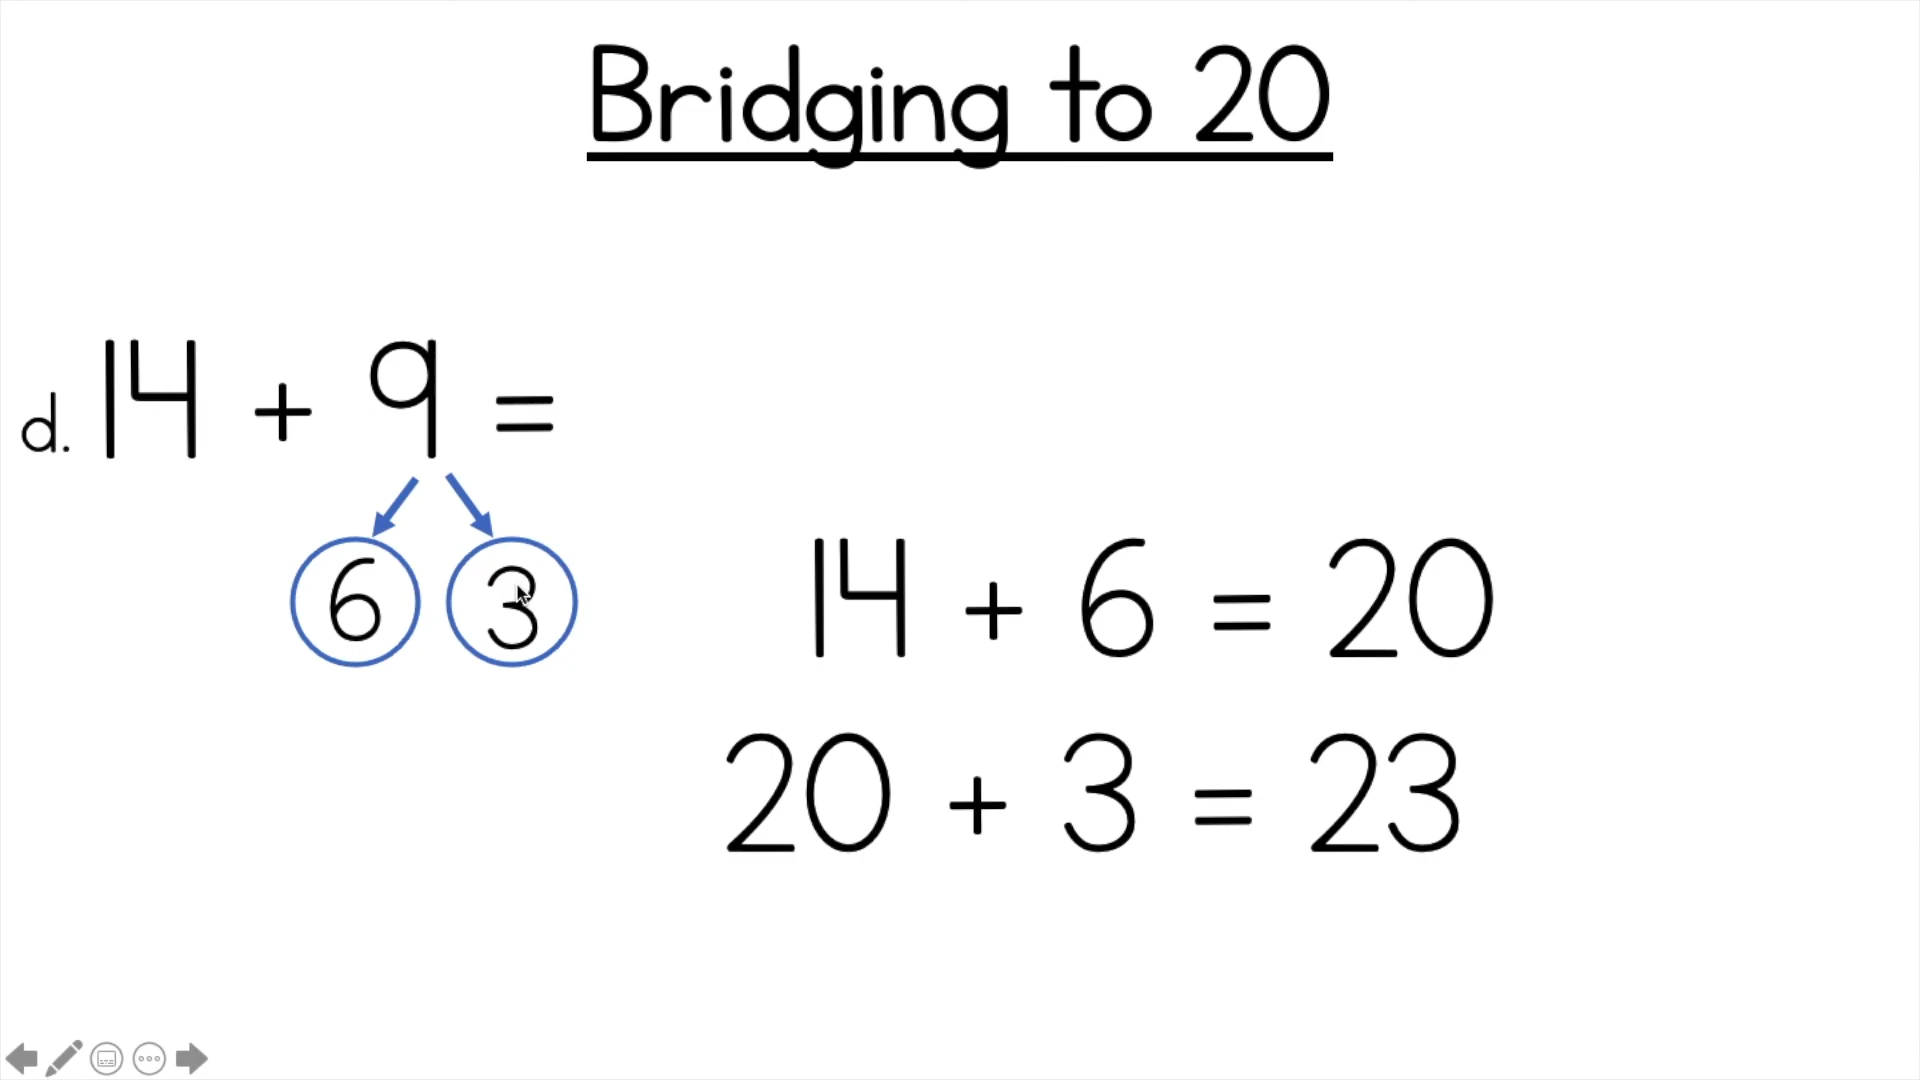 Bridging to 20
d. 14 + 9 =
6 3
14 + 6 = 20
20 + 3 = 23